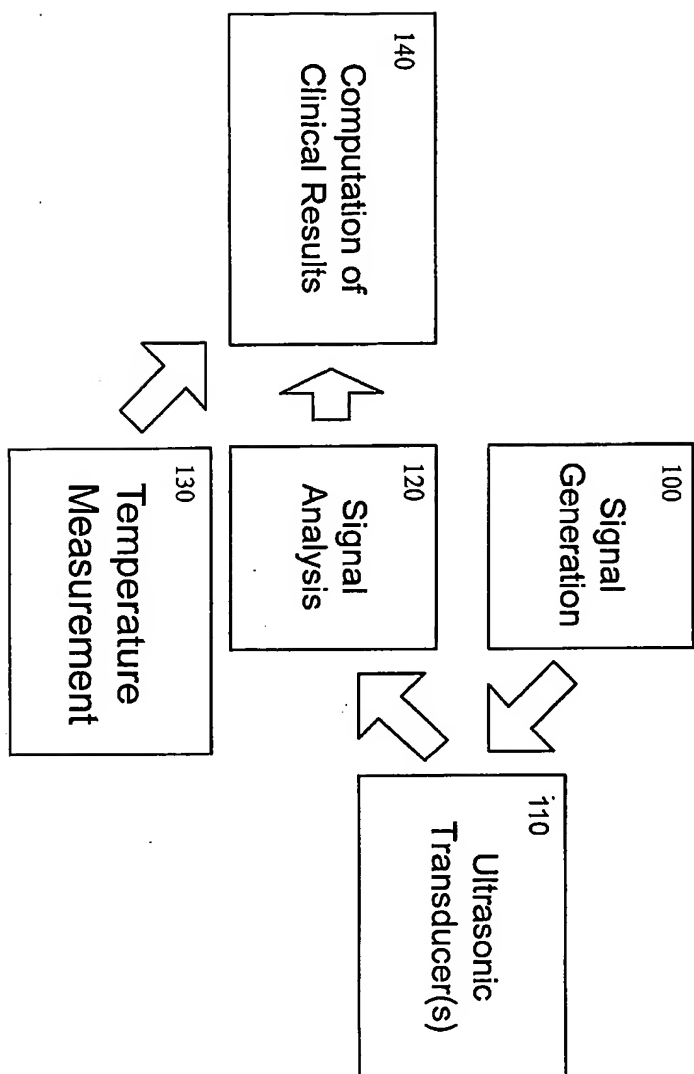 100
Signal
Generation
110
Ultrasonic
Transducer(s)
120
Signal
Analysis
130
Temperature
Measurement
140
Computation of
Clinical Results